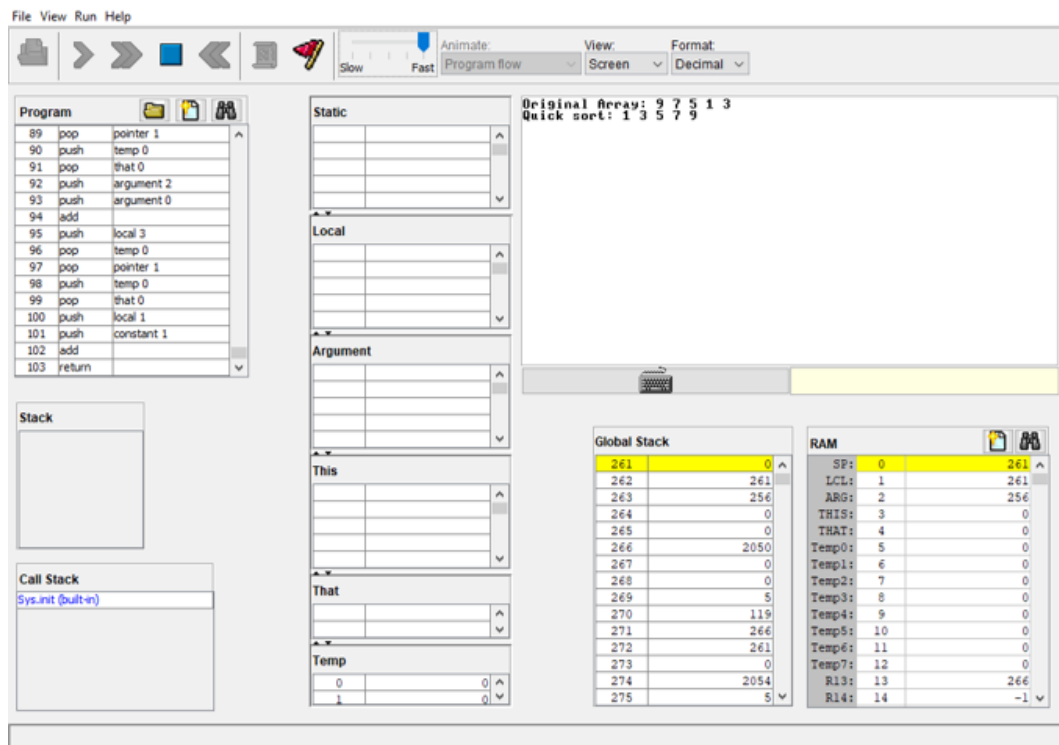 File View Run Help
Slow Fast
Animate:
Program flow
View:
Screen
Format:
Decimal
Program
89 pop pointer 1
90 push temp 0
91 pop that 0
92 push argument 2
93 push argument 0
94 add
95 push local 3
96 pop temp 0
97 pop pointer 1
98 push temp 0
99 pop that 0
100 push local 1
101 push constant 1
102 add
103 return
Stack
Call Stack
Sys.init (built-in)
Static
Local
Argument
This
That
Temp
0 0
1 0
Original Array: 9 7 5 1 3
Quick sort: 1 3 5 7 9
Global Stack
261 0
262 261
263 256
264 0
265 0
266 2050
267 0
268 0
269 5
270 119
271 266
272 261
273 0
274 2054
275 5
RAM
SP: 0 261
LCL: 1 261
ARG: 2 256
THIS: 3 0
THAT: 4 0
Temp0: 5 0
Temp1: 6 0
Temp2: 7 0
Temp3: 8 0
Temp4: 9 0
Temp5: 10 0
Temp6: 11 0
Temp7: 12 0
R13: 13 266
R14: 14 -1